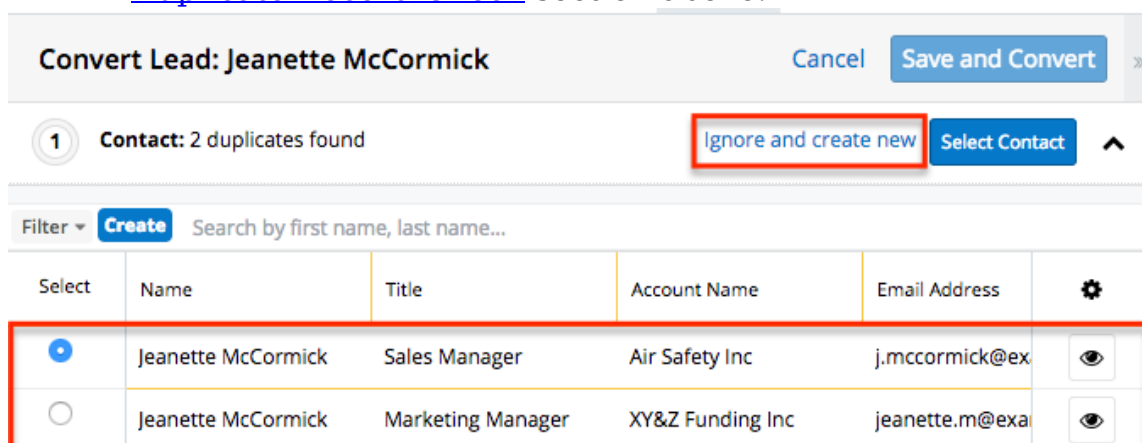 Convert Lead: Jeanette McCormick Cancel Save and Convert »
1 Contact: 2 duplicates found Ignore and create new Select Contact
Filter Create Search by first name, last name...
Select Name Title Account Name Email Address
Jeanette McCormick Sales Manager Air Safety Inc j.mccormick@ex
Jeanette McCormick Marketing Manager XY&Z Funding Inc jeanette.m@exa